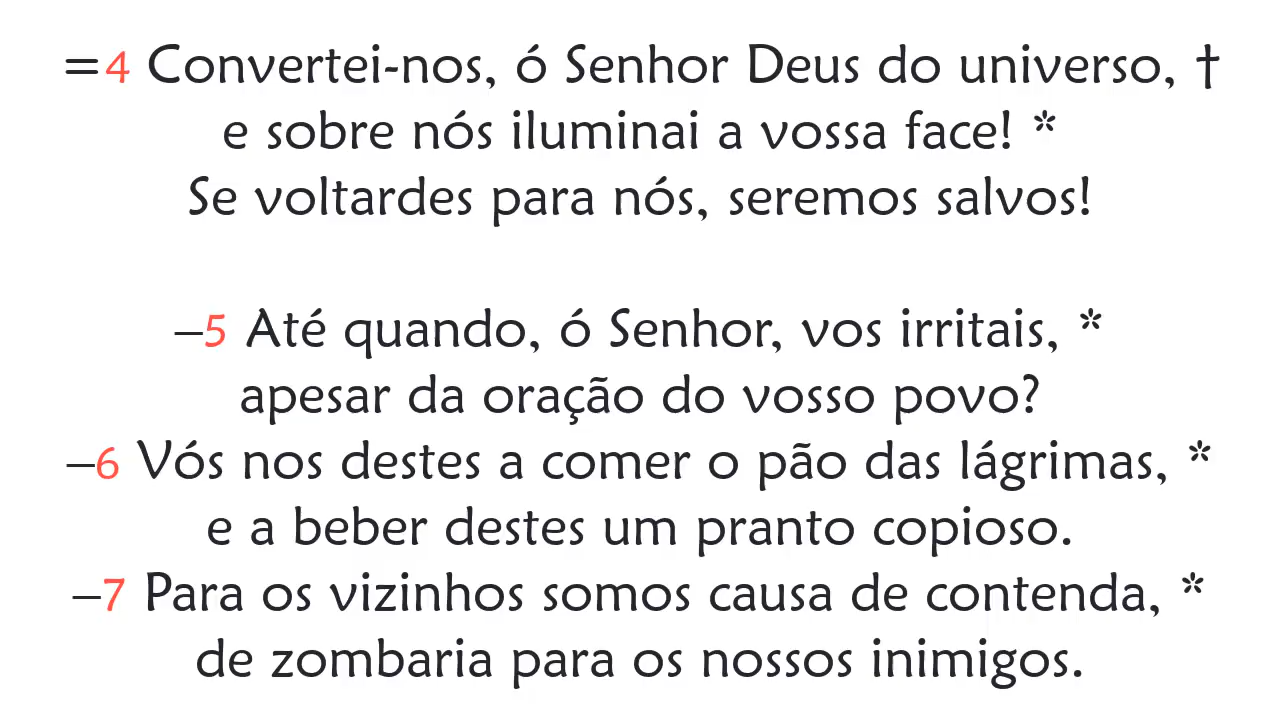 =4 Convertei-nos, ó Senhor Deus do universo, †
e sobre nós iluminai a vossa face! *
Se voltardes para nós, seremos salvos!
–5 Até quando, ó Senhor, vos irritais, *
apesar da oração do vosso povo?
–6 Vós nos destes a comer o pão das lágrimas, *
e a beber destes um pranto copioso.
–7 Para os vizinhos somos causa de contenda, *
de zombaria para os nossos inimigos.